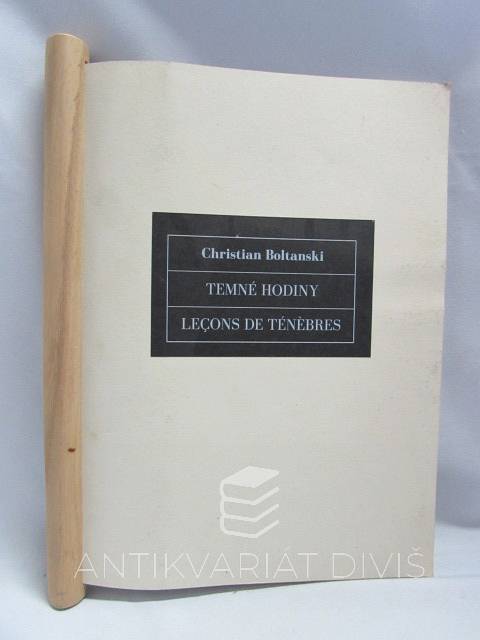 Christian Boltanski
TEMNÉ HODINY
LEÇONS DE TÉNÈBRES
ANTIKVARIÁT DIVIŠ